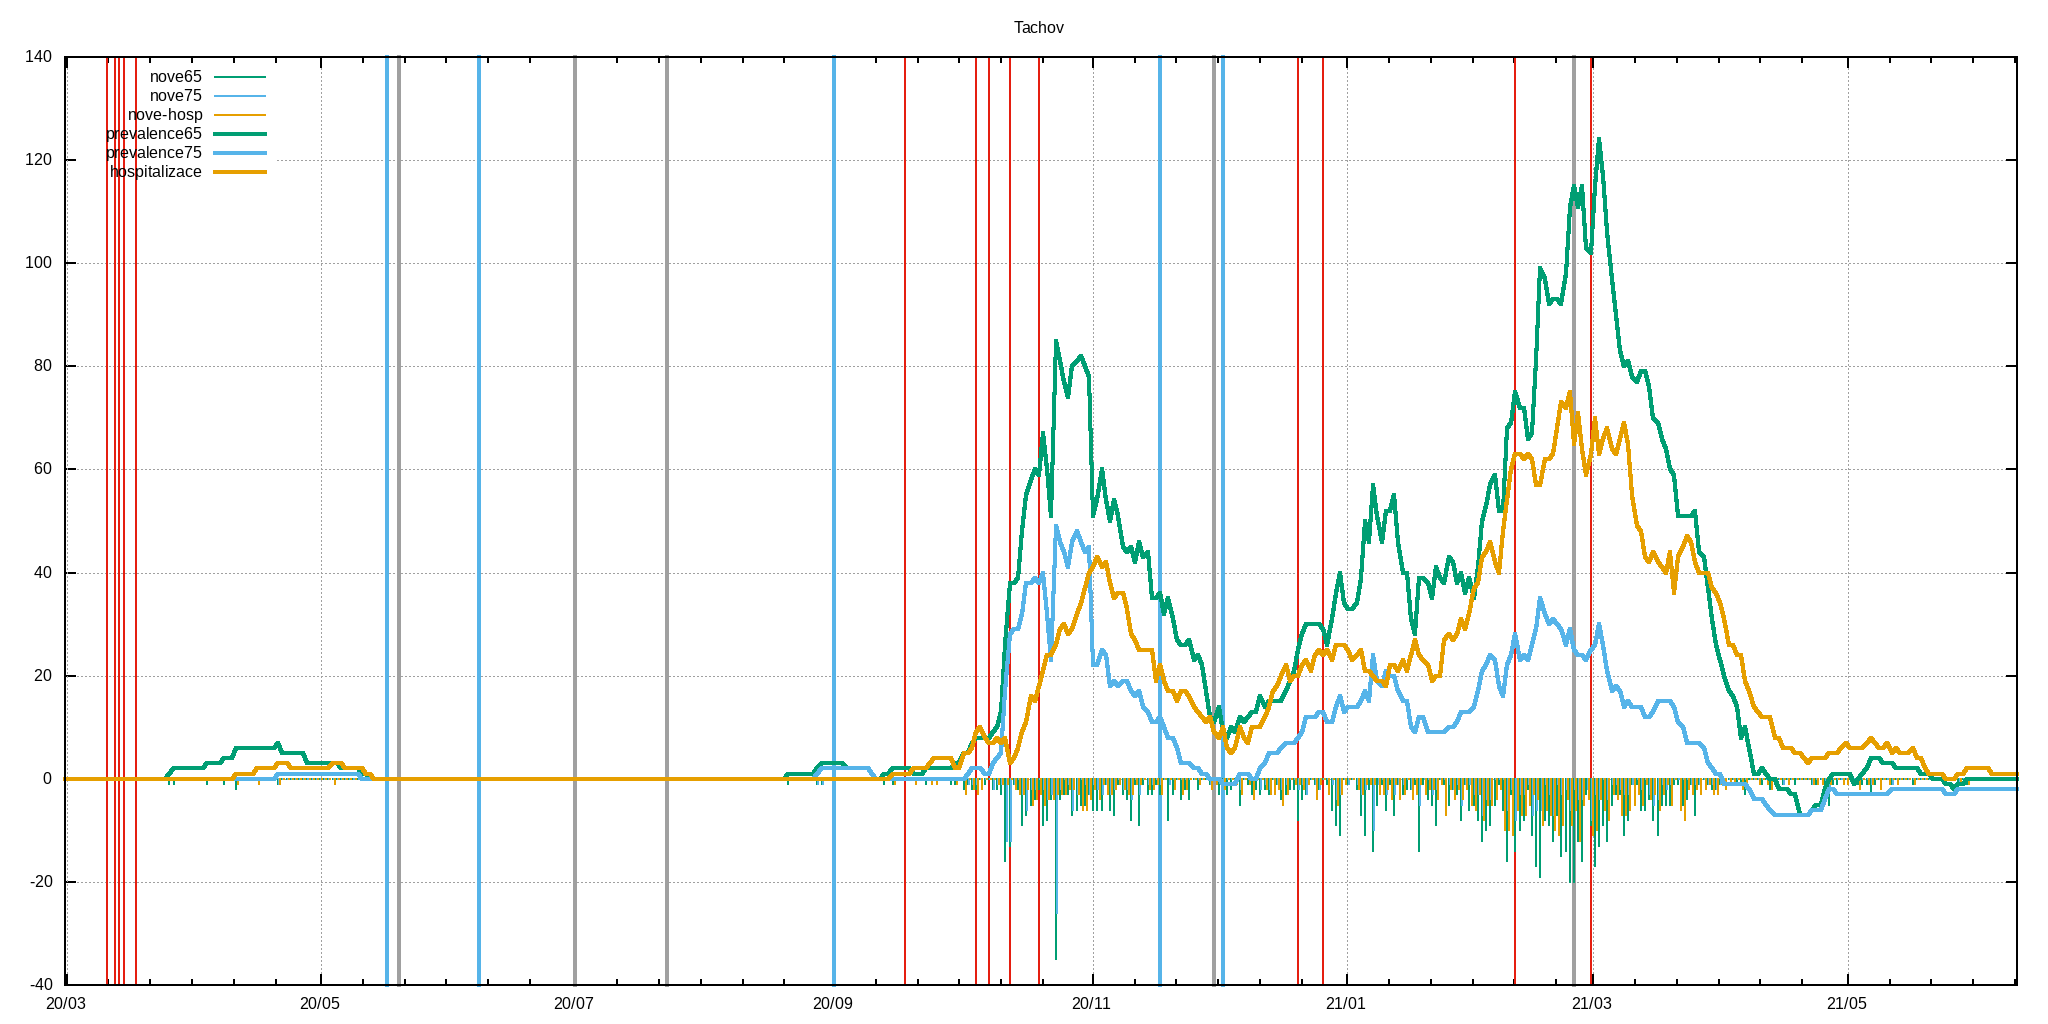 Tachov
140
nove65
nove75
nove-hosp
prevalence65
prevalence75
hospitalizace
120
100
80
60
40
20
0
-20
-40
20/03 20/05 20/07 20/09 20/11 21/01 21/03 21/05